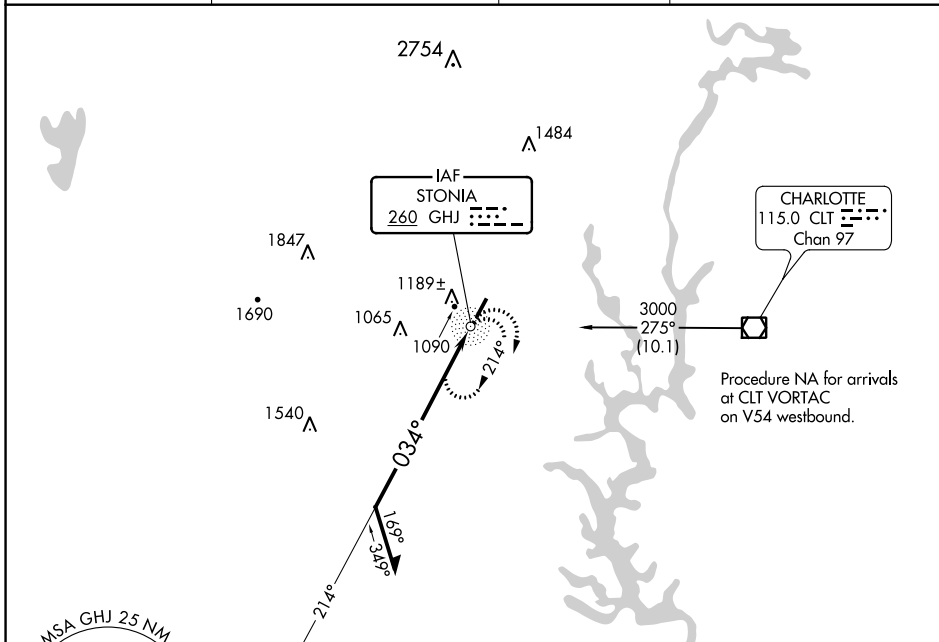 2754
1484
IAF
STONIA
260 GHJ
CHARLOTTE
115.0 CLT
Chan 97
1847
1189±
1690
1065
1090
214°
3000
275°
(10.1)
Procedure NA for arrivals
at CLT VORTAC
on V54 westbound.
1540
034°
169°
349°
214°
MSA GHJ 25 NM